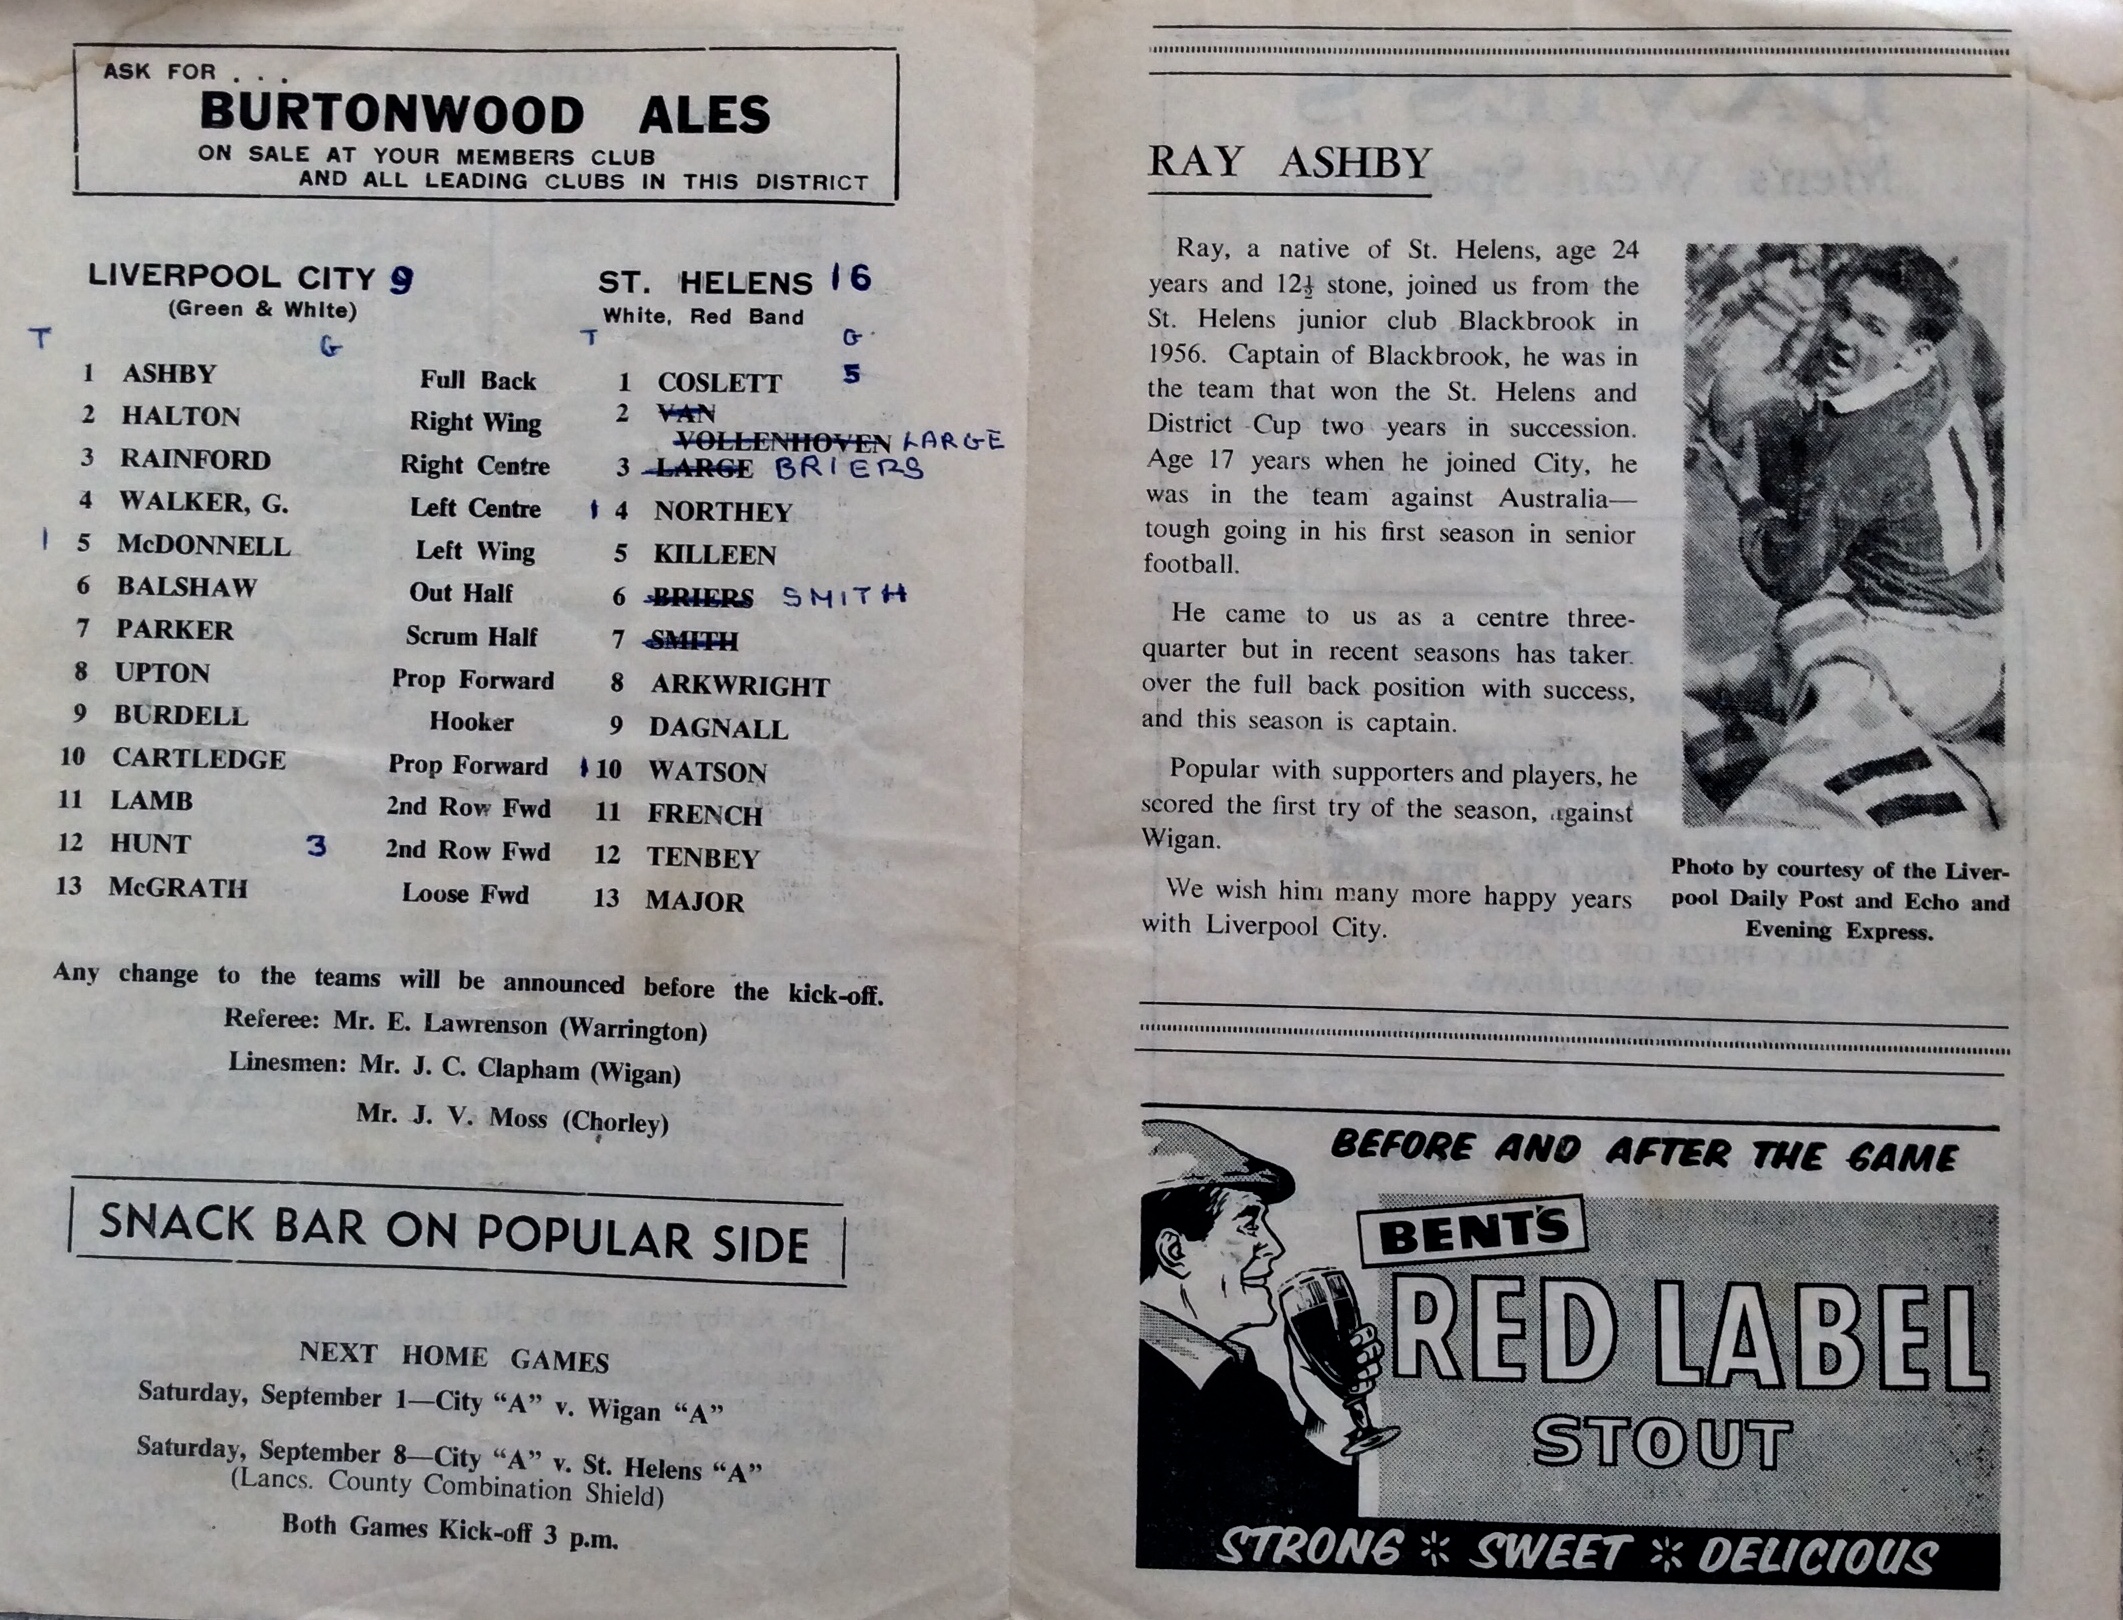 ASK FOR . . .
BURTONWOOD ALES
ON SALE AT YOUR MEMBERS CLUB
AND ALL LEADING CLUBS IN THIS DISTRICT
LIVERPOOL CITY 9
(Green & White)
ST. HELENS 16
White, Red Band
T G T G
1 ASHBY Full Back 1 COSLETT 5
2 HALTON Right Wing 2 VAN
VOLLENHOVEN LARGE
3 RAINFORD Right Centre 3 LARGE BRIERS
4 WALKER, G. Left Centre 1 4 NORTHEY
1 5 McDONNELL Left Wing 5 KILLEEN
6 BALSHAW Out Half 6 BRIERS SMITH
7 PARKER Scrum Half 7 SMITH
8 UPTON Prop Forward 8 ARKWRIGHT
9 BURDELL Hooker 9 DAGNALL
10 CARTLEDGE Prop Forward 1 10 WATSON
11 LAMB 2nd Row Fwd 11 FRENCH
12 HUNT 3 2nd Row Fwd 12 TENBEY
13 McGRATH Loose Fwd 13 MAJOR
Any change to the teams will be announced before the kick-off.
Referee: Mr. E. Lawrenson (Warrington)
Linesmen: Mr. J. C. Clapham (Wigan)
Mr. J. V. Moss (Chorley)
SNACK BAR ON POPULAR SIDE
NEXT HOME GAMES
Saturday, September 1—City “A” v. Wigan “A”
Saturday, September 8—City “A” v. St. Helens “A”
(Lancs. County Combination Shield)
Both Games Kick-off 3 p.m.
RAY ASHBY
Ray, a native of St. Helens, age 24
years and 12½ stone, joined us from the
St. Helens junior club Blackbrook in
1956. Captain of Blackbrook, he was in
the team that won the St. Helens and
District Cup two years in succession.
Age 17 years when he joined City, he
was in the team against Australia—
tough going in his first season in senior
football.
He came to us as a centre three-
quarter but in recent seasons has taken
over the full back position with success,
and this season is captain.
Popular with supporters and players, he
scored the first try of the season, against
Wigan.
We wish him many more happy years
with Liverpool City.
Photo by courtesy of the Liver-
pool Daily Post and Echo and
Evening Express.
BEFORE AND AFTER THE GAME
BENT'S
RED LABEL
STOUT
STRONG * SWEET * DELICIOUS